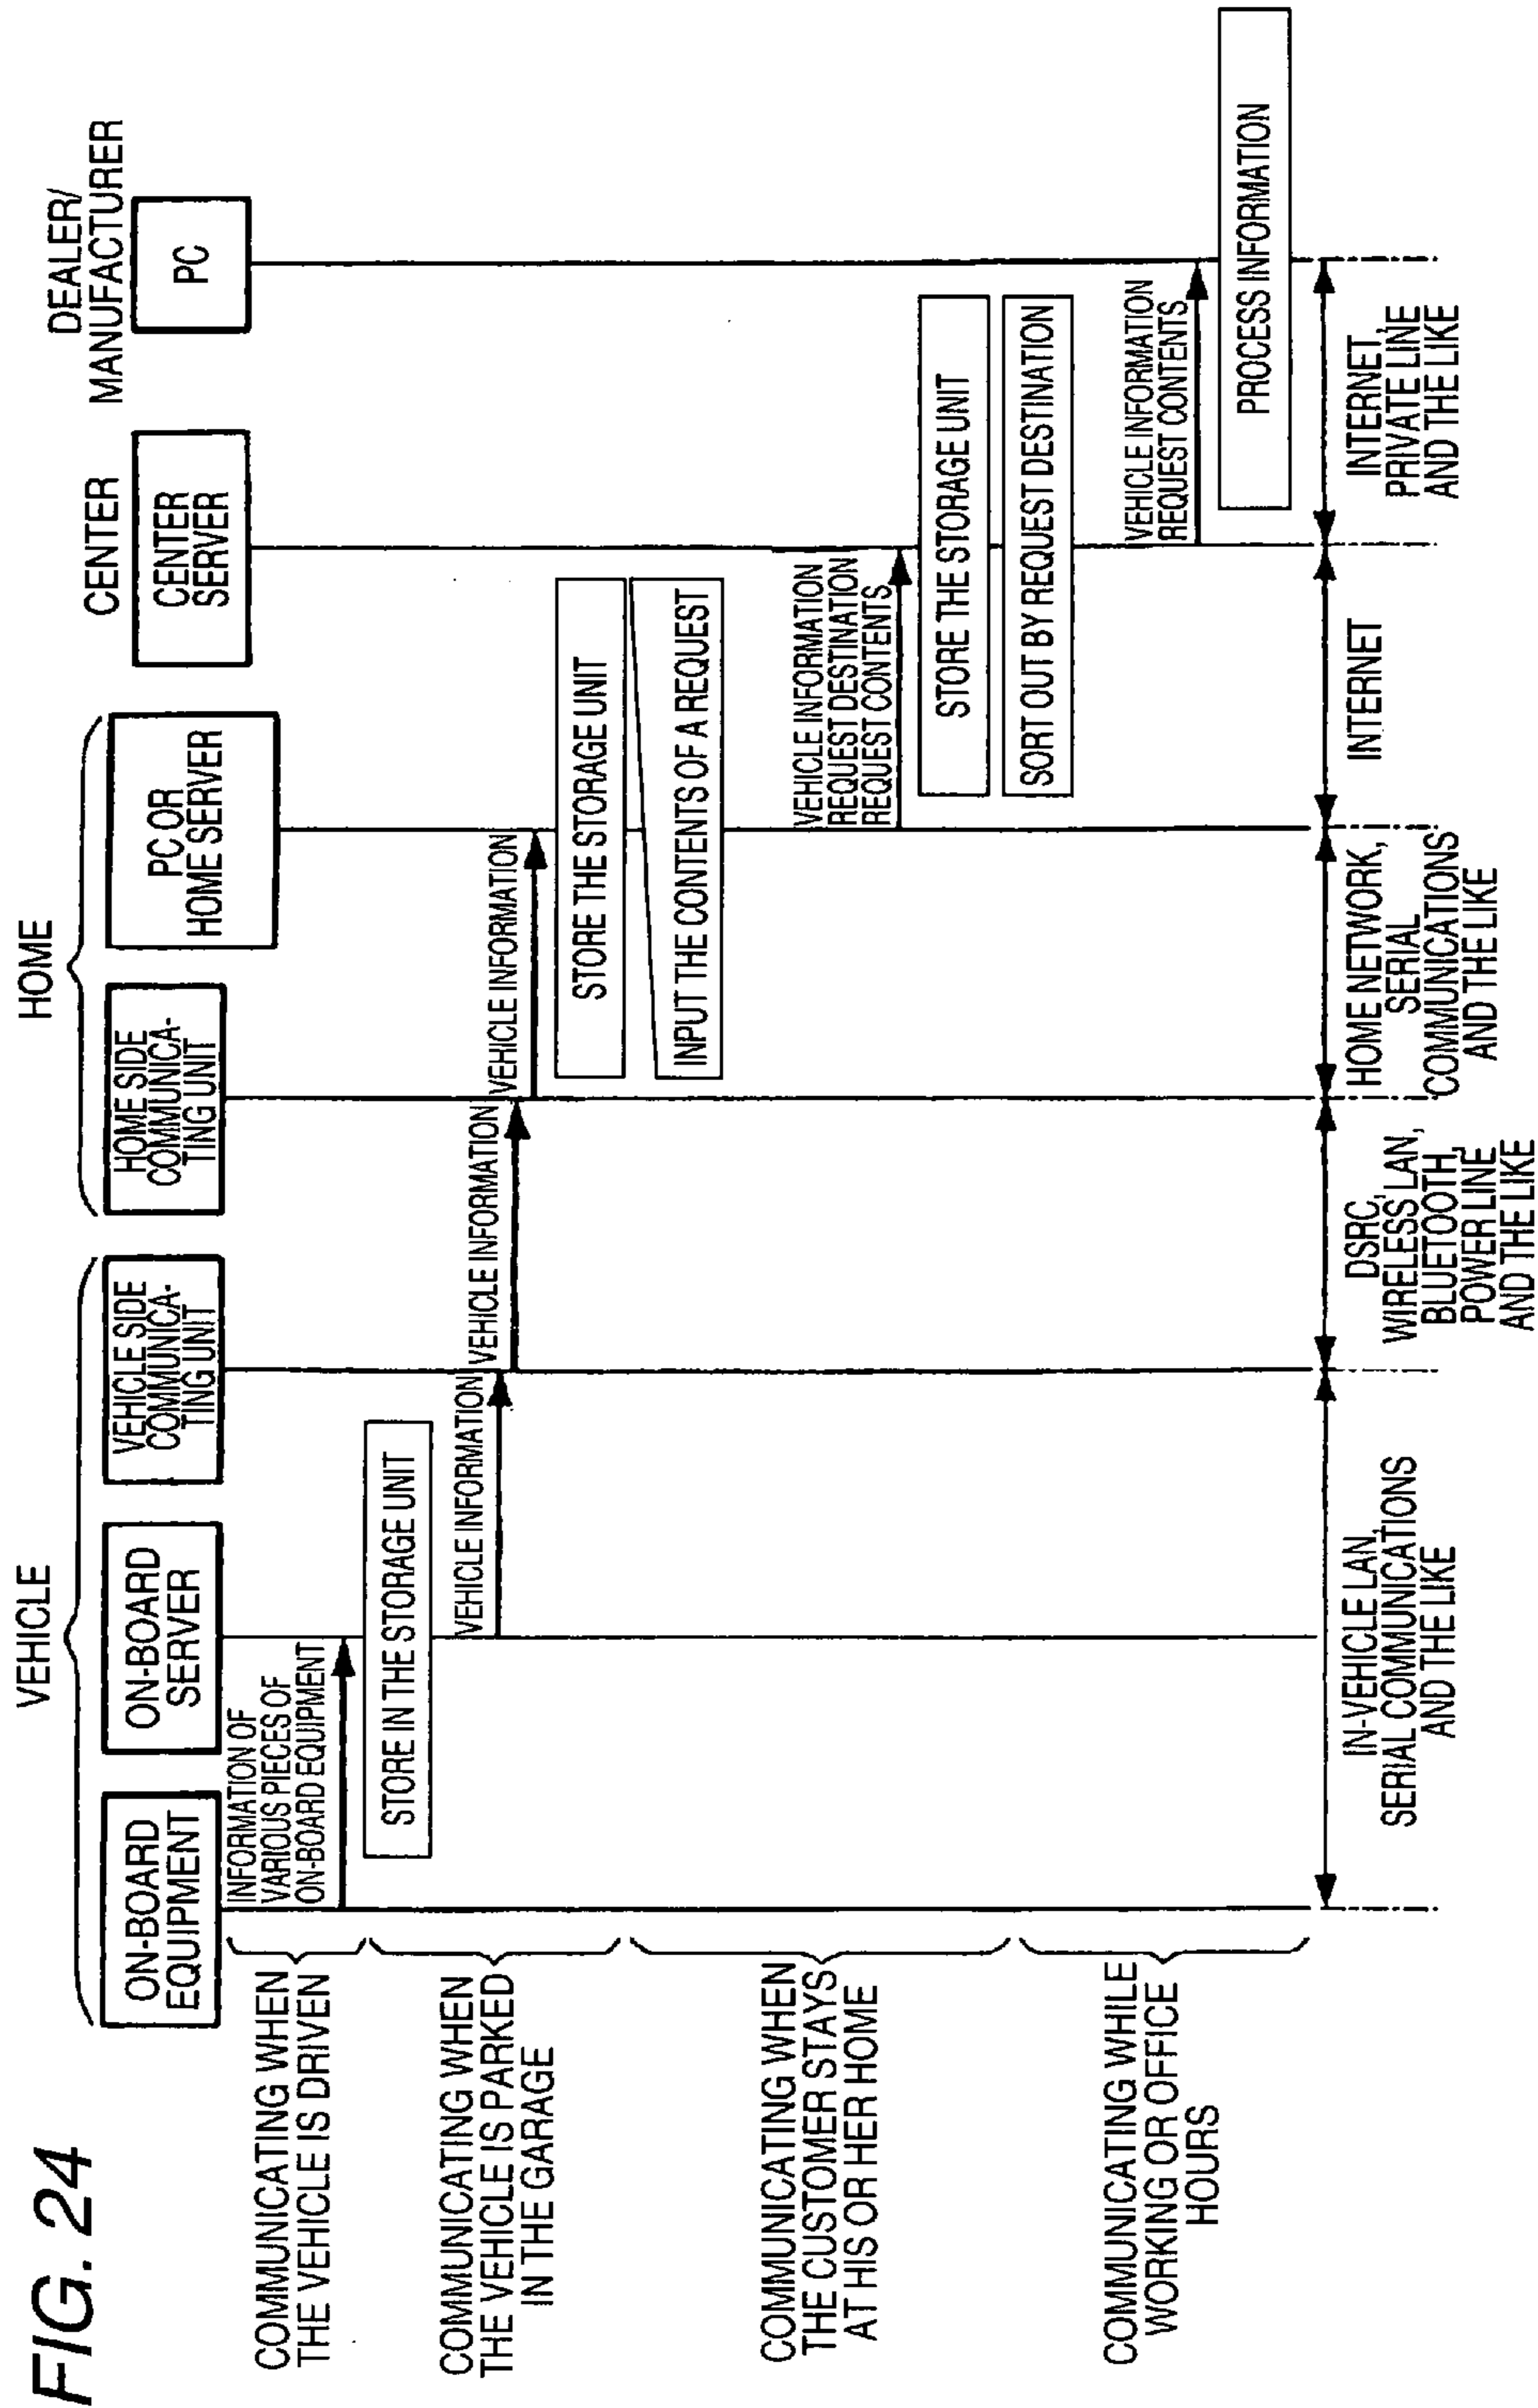 FIG. 24
VEHICLE
HOME
CENTER
DEALER/
MANUFACTURER
ON-BOARD
EQUIPMENT
ON-BOARD
SERVER
VEHICLE SIDE
COMMUNICA-
TING UNIT
HOME SIDE
COMMUNICA-
TING UNIT
PC OR
HOME SERVER
CENTER
SERVER
PC
COMMUNICATING WHEN
THE VEHICLE IS DRIVEN
INFORMATION OF
VARIOUS PIECES OF
ON-BOARD EQUIPMENT
COMMUNICATING WHEN
THE VEHICLE IS PARKED
IN THE GARAGE
STORE IN THE STORAGE UNIT
VEHICLE INFORMATION
VEHICLE INFORMATION
VEHICLE INFORMATION
STORE THE STORAGE UNIT
INPUT THE CONTENTS OF A REQUEST
COMMUNICATING WHEN
THE CUSTOMER STAYS
AT HIS OR HER HOME
VEHICLE INFORMATION
REQUEST DESTINATION
REQUEST CONTENTS
STORE THE STORAGE UNIT
SORT OUT BY REQUEST DESTINATION
COMMUNICATING WHILE
WORKING OR OFFICE
HOURS
VEHICLE INFORMATION
REQUEST CONTENTS
PROCESS INFORMATION
IN-VEHICLE LAN,
SERIAL COMMUNICATIONS
AND THE LIKE
DSRC,
WIRELESS LAN,
BLUETOOTH,
POWER LINE
AND THE LIKE
HOME NETWORK,
SERIAL
COMMUNICATIONS
AND THE LIKE
INTERNET
INTERNET,
PRIVATE LINE
AND THE LIKE